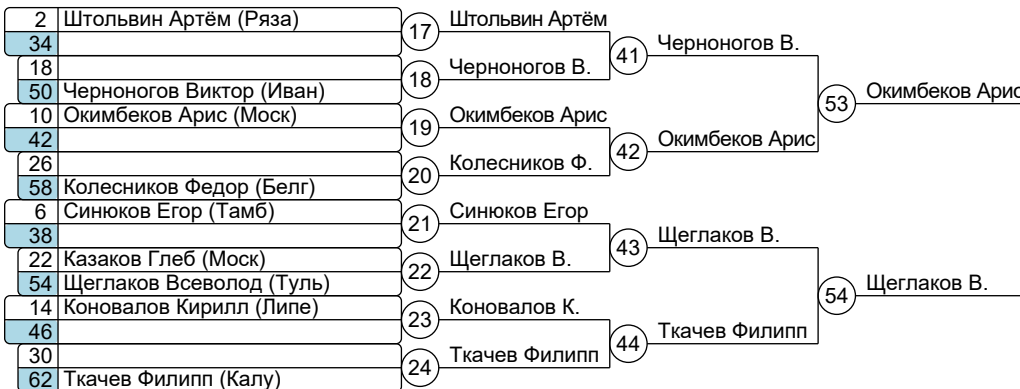 2 Штольвин Артём (Ряза)
34
18
50 Черноногов Виктор (Иван)
10 Окимбеков Арис (Моск)
42
26
58 Колесников Федор (Белг)
6 Синюков Егор (Тамб)
38
22 Казаков Глеб (Моск)
54 Щеглаков Всеволод (Туль)
14 Коновалов Кирилл (Липе)
46
30
62 Ткачев Филипп (Калу)
17 Штольвин Артём
18 Черноногов В.
19 Окимбеков Арис
20 Колесников Ф.
21 Синюков Егор
22 Щеглаков В.
23 Коновалов К.
24 Ткачев Филипп
41 Черноногов В.
42 Окимбеков Арис
43 Щеглаков В.
44 Ткачев Филипп
53 Окимбеков Арис
54 Щеглаков В.